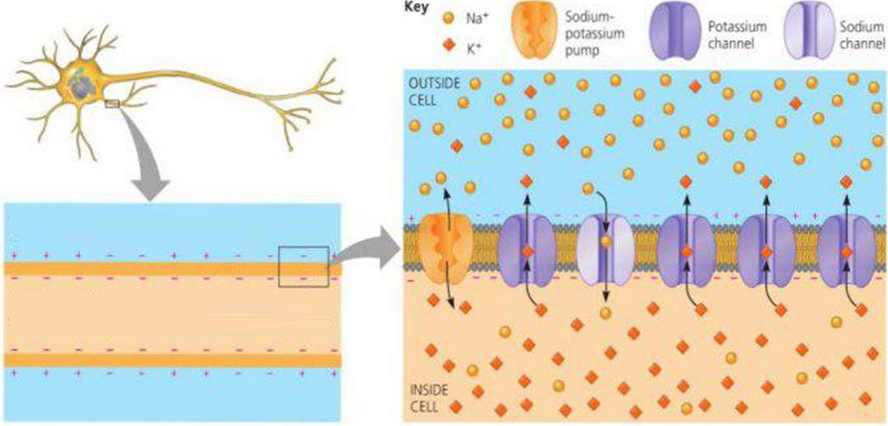 Key
Na⁺
K⁺
Sodium-
potassium
pump
Potassium
channel
Sodium
channel
OUTSIDE
CELL
INSIDE
CELL